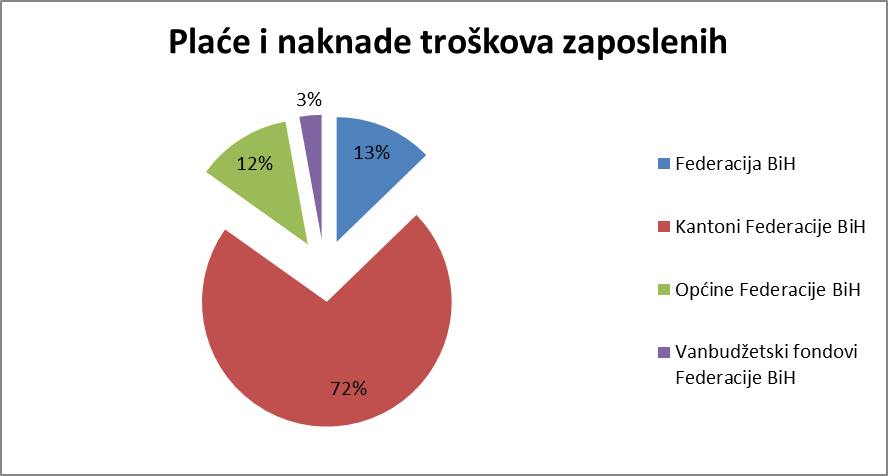 Plaće i naknade troškova zaposlenih
3%
13%
12%
72%
Federacija BiH
Kantoni Federacije BiH
Općine Federacije BiH
Vanbudžetski fondovi
Federacije BiH